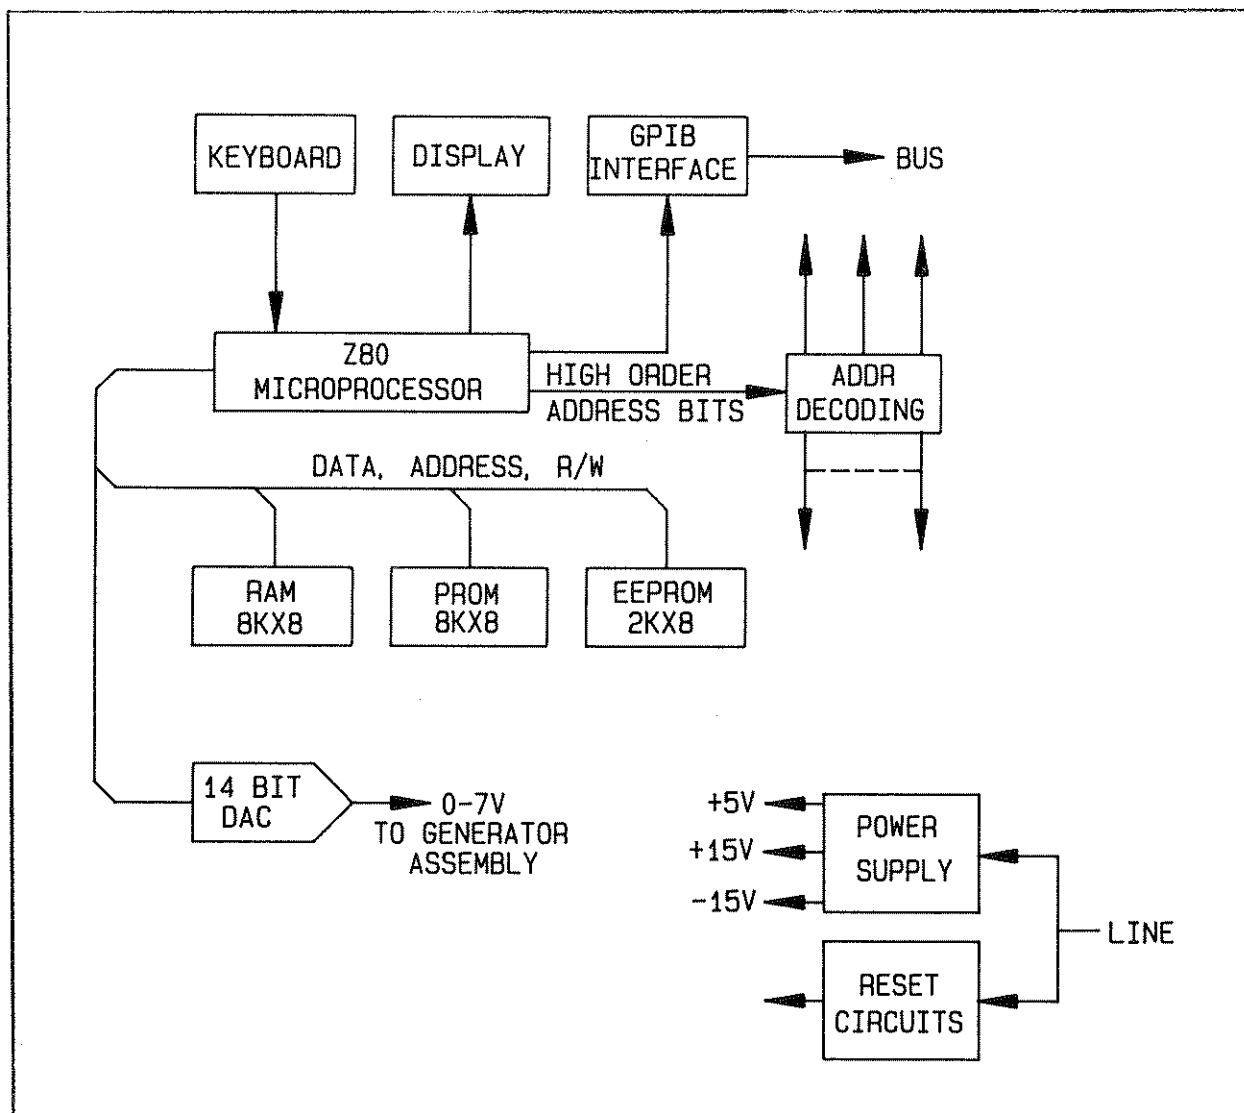 KEYBOARD
DISPLAY
GPIB
INTERFACE
BUS
Z80
MICROPROCESSOR
HIGH ORDER
ADDRESS BITS
ADDR
DECODING
DATA, ADDRESS, R/W
RAM
8KX8
PROM
8KX8
EEPROM
2KX8
14 BIT
DAC
0-7V
TO GENERATOR
ASSEMBLY
+5V
+15V
-15V
POWER
SUPPLY
LINE
RESET
CIRCUITS